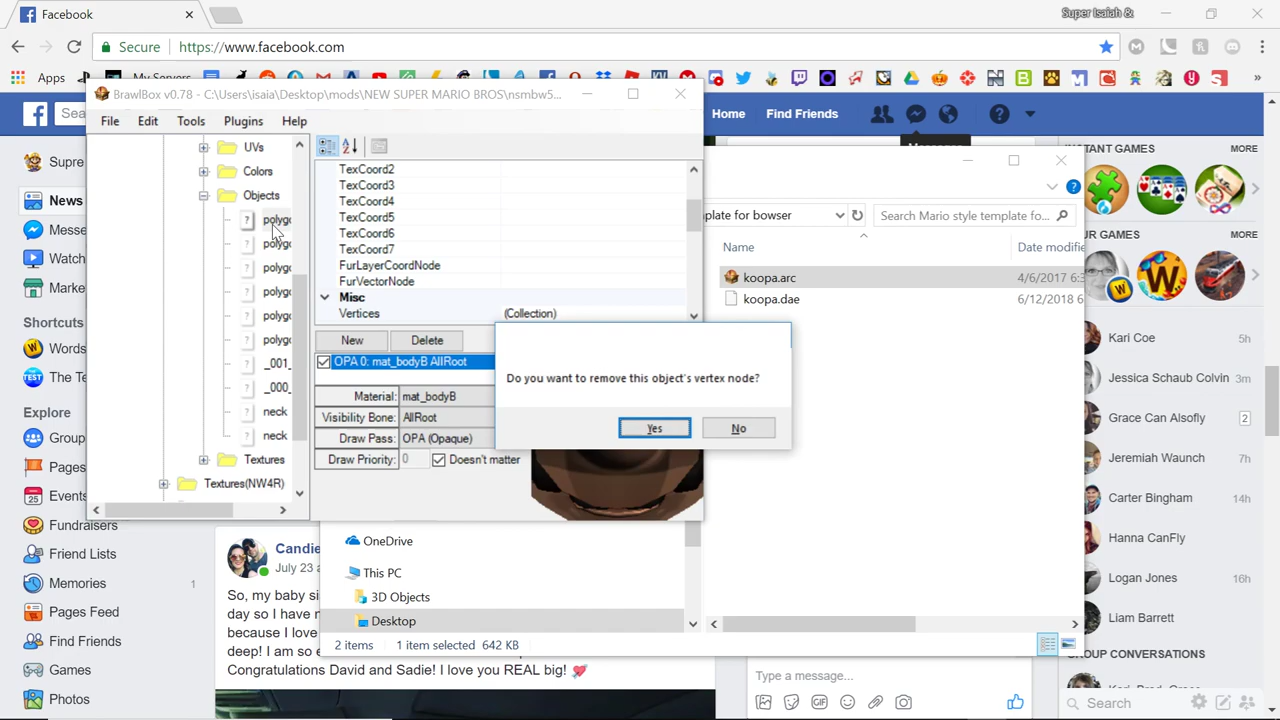 Facebook
Super Isaiah &
Secure https://www.facebook.com
Apps
My Servers
BrawlBox v0.78 - C:\Users\isaia\Desktop\mods\NEW SUPER MARIO BROS\nsmbw5...
Sea
Home
Find Friends
File Edit Tools Plugins Help
Supre
News
Messe
Watch
Marke
Shortcuts
Words
The Te
Explore
Group
Pages
Events
Fundraisers
Friend Lists
Memories 1
Pages Feed
Find Friends
Games
Photos
UVs
Colors
Objects
polygo
polygo
polygo
polygo
polygo
polygo
_001_
_000_
neck
neck
Textures
Textures(NW4R)
TexCoord2
TexCoord3
TexCoord4
TexCoord5
TexCoord6
TexCoord7
FurLayerCoordNode
FurVectorNode
Misc
Vertices (Collection)
New Delete
OPA 0: mat_bodyB AllRoot
Material: mat_bodyB
Visibility Bone: AllRoot
Draw Pass: OPA (Opaque)
Draw Priority: 0 Doesn't matter
Do you want to remove this object's vertex node?
Yes No
plate for bowser
Search Mario style template fo...
Name Date modifie
koopa.arc 4/6/2017 6:3
koopa.dae 6/12/2018 6
OneDrive
This PC
3D Objects
Desktop
2 items 1 item selected 642 KB
Candie
July 23 a
So, my baby si
day so I have n
because I love
deep! I am so e
Congratulations David and Sadie! I love you REAL big!
Type a message...
GIF
INSTANT GAMES MORE
UR GAMES MORE
Kari Coe 5h
Jessica Schaub Colvin 3m
Grace Can Alsofly 2
Jeremiah Waunch 7h
Carter Bingham 14h
Hanna CanFly
Logan Jones 16h
Liam Barrett
GROUP CONVERSATIONS MORE
Search